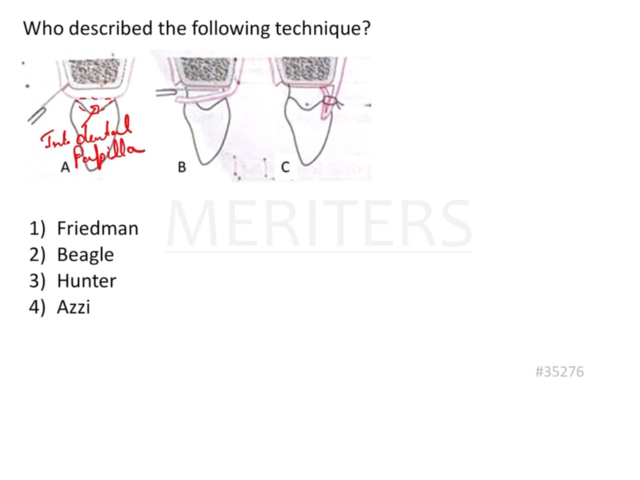 Who described the following technique?
Int. dental
Papilla
A
B
C
MERITERS
1) Friedman
2) Beagle
3) Hunter
4) Azzi
#35276